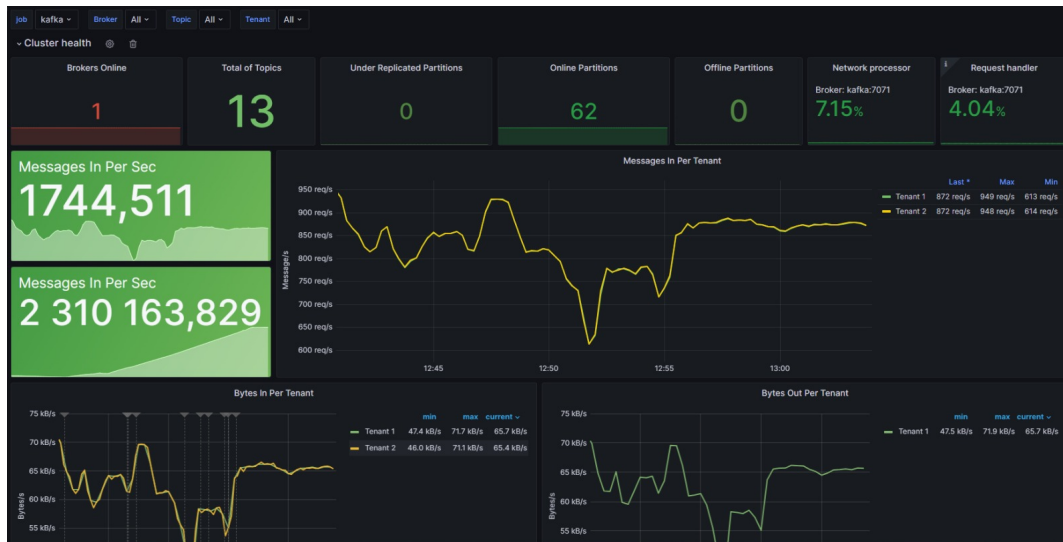 job kafka Broker All Topic All Tenant All
Cluster health
Brokers Online
1
Total of Topics
13
Under Replicated Partitions
0
Online Partitions
62
Offline Partitions
0
Network processor
Broker: kafka:7071
7.15%
i
Request handler
Broker: kafka:7071
4.04%
Messages In Per Sec
1744,511
Messages In Per Sec
2 310 163,829
Messages In Per Tenant
Message/s
950 req/s
900 req/s
850 req/s
800 req/s
750 req/s
700 req/s
650 req/s
600 req/s
12:45 12:50 12:55 13:00
Last * Max Min
Tenant 1 872 req/s 949 req/s 613 req/s
Tenant 2 872 req/s 948 req/s 614 req/s
Bytes In Per Tenant
Bytes/s
75 kB/s
70 kB/s
65 kB/s
60 kB/s
55 kB/s
min max current
Tenant 1 47.4 kB/s 71.7 kB/s 65.7 kB/s
Tenant 2 46.0 kB/s 71.1 kB/s 65.4 kB/s
Bytes Out Per Tenant
Bytes/s
75 kB/s
70 kB/s
65 kB/s
60 kB/s
55 kB/s
min max current
Tenant 1 47.5 kB/s 71.9 kB/s 65.7 kB/s